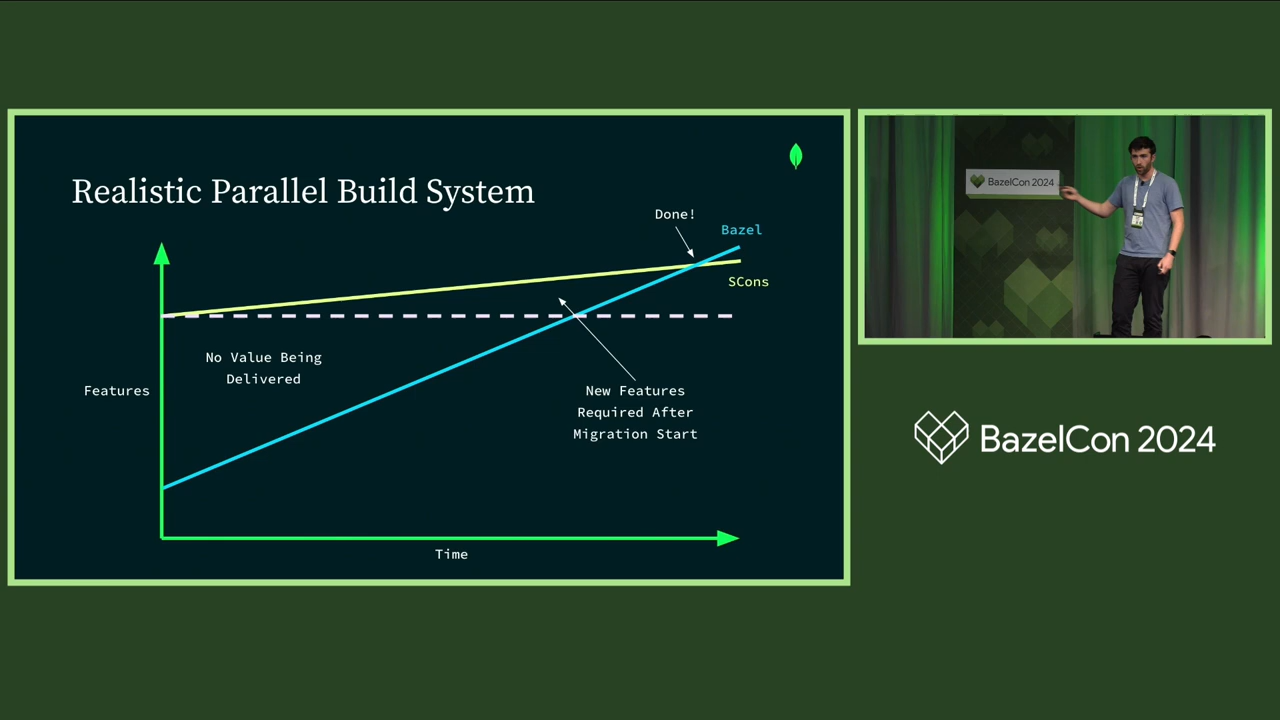 Realistic Parallel Build System
Done!
Bazel
SCons
No Value Being
Delivered
Features
New Features
Required After
Migration Start
Time
BazelCon 2024
BazelCon 2024